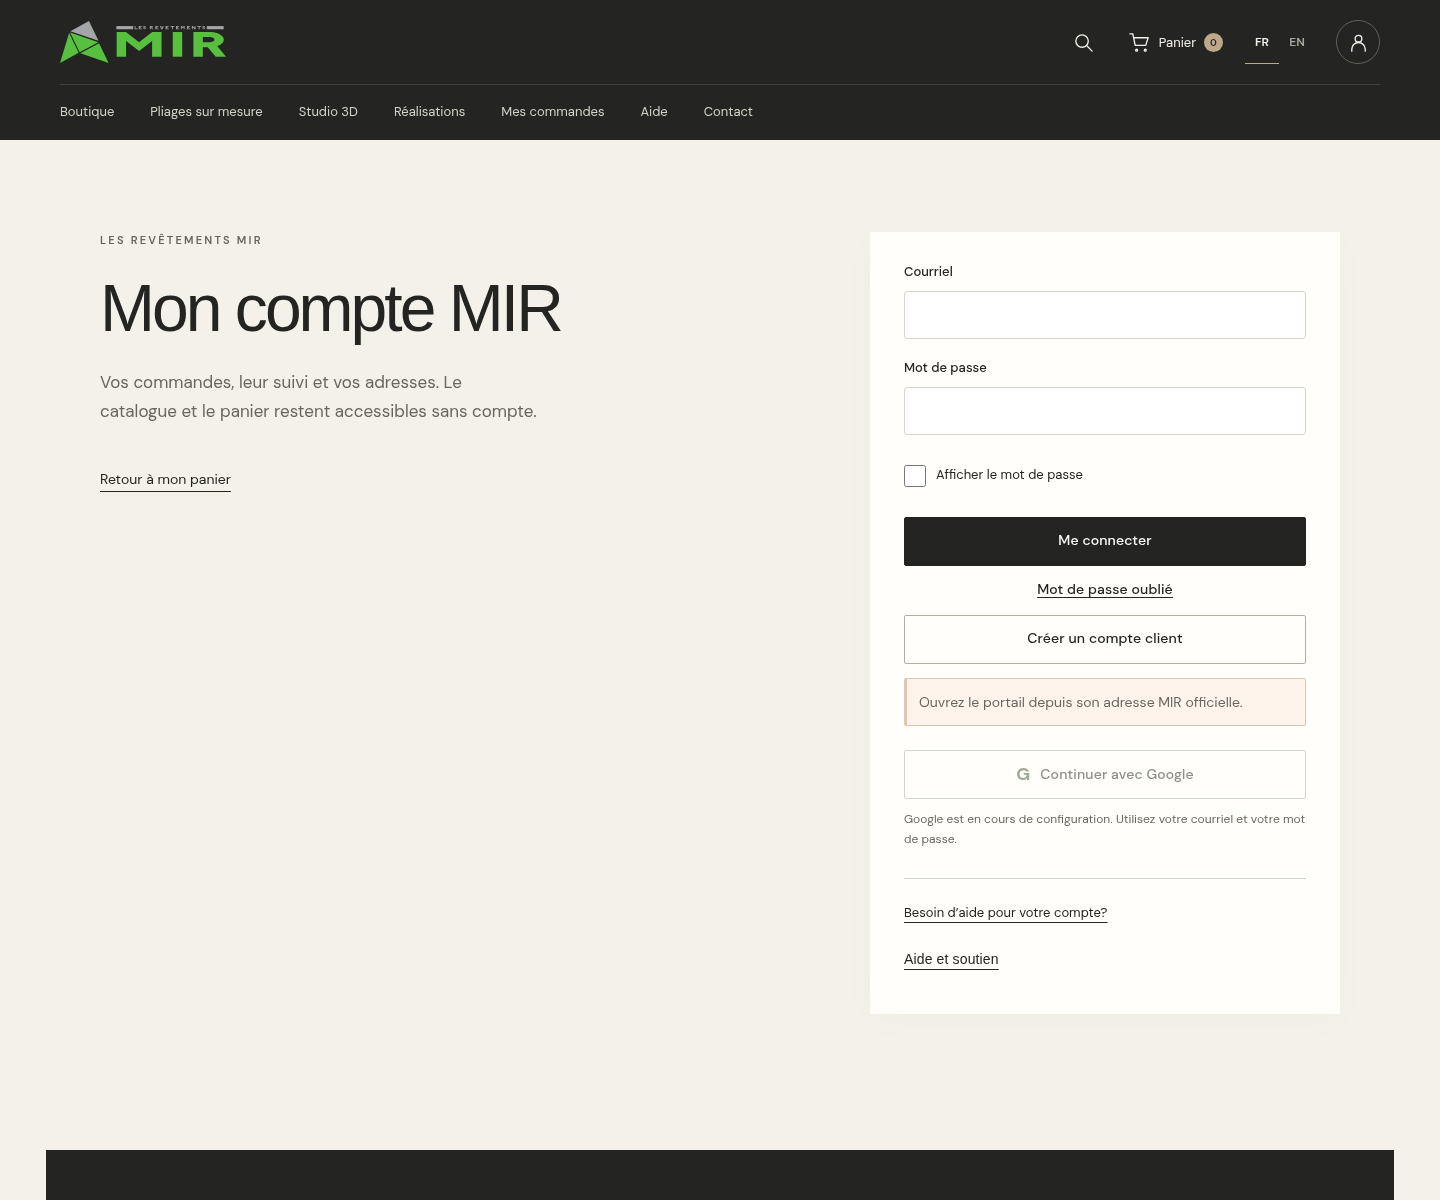 LES REVÊTEMENTS
MIR
Panier 0
FR EN
Boutique Pliages sur mesure Studio 3D Réalisations Mes commandes Aide Contact
LES REVÊTEMENTS MIR
Mon compte MIR
Vos commandes, leur suivi et vos adresses. Le
catalogue et le panier restent accessibles sans compte.
Retour à mon panier
Courriel
Mot de passe
Afficher le mot de passe
Me connecter
Mot de passe oublié
Créer un compte client
Ouvrez le portail depuis son adresse MIR officielle.
G Continuer avec Google
Google est en cours de configuration. Utilisez votre courriel et votre mot
de passe.
Besoin d’aide pour votre compte?
Aide et soutien